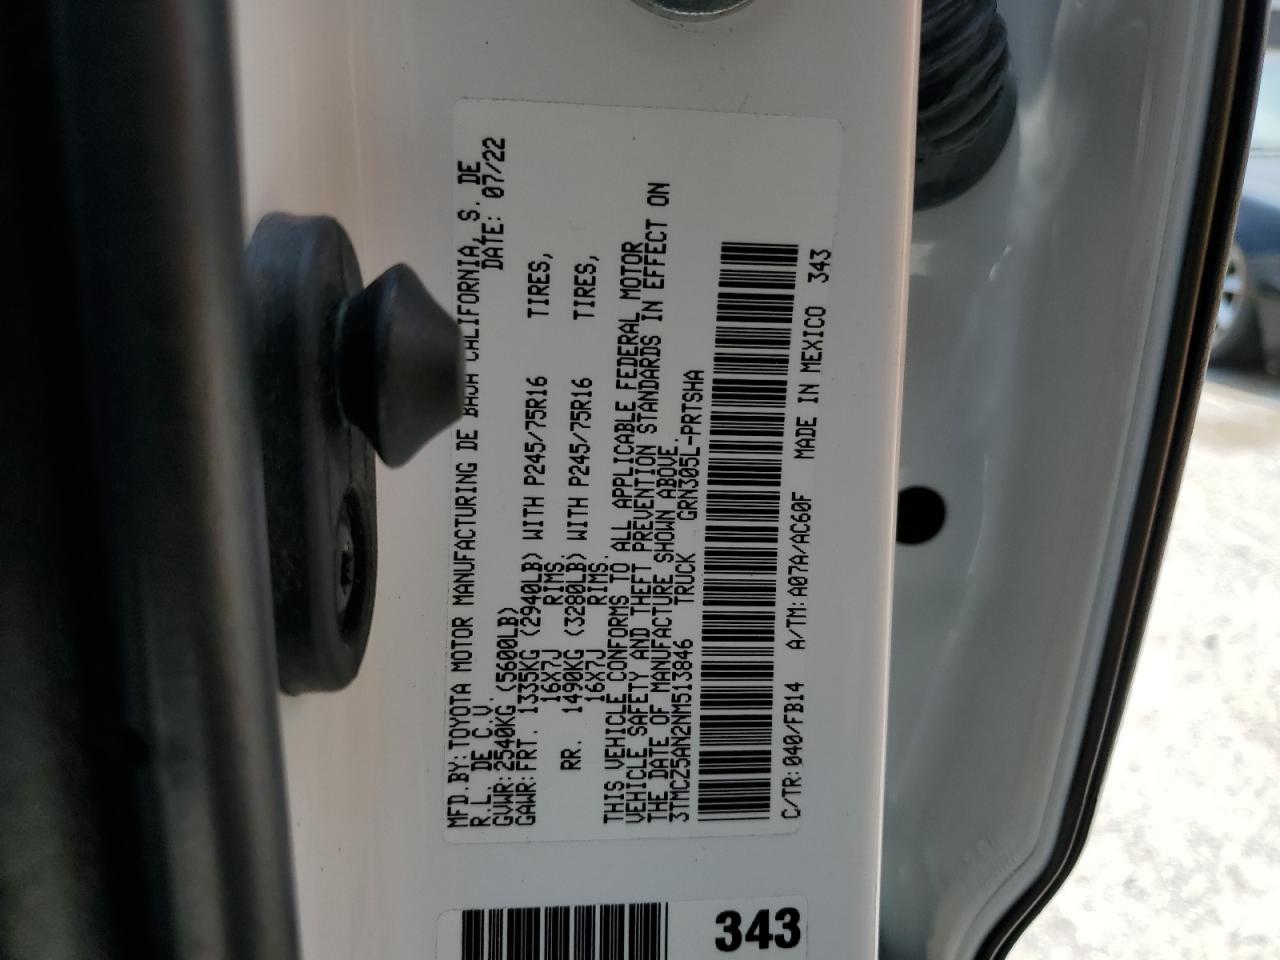 MFD.BY:TOYOTA MOTOR MANUFACTURING DE BAJA CALIFORNIA, S. DE
R.L. DE C.V. DATE: 07/22
GVWR:2540KG (5600LB)
GAWR:FRT. 1335KG (2940LB) WITH P245/75R16 TIRES,
16X7J RIMS.
RR. 1490KG (3280LB) WITH P245/75R16 TIRES,
16X7J RIMS.
THIS VEHICLE CONFORMS TO ALL APPLICABLE FEDERAL MOTOR
VEHICLE SAFETY AND THEFT PREVENTION STANDARDS IN EFFECT ON
THE DATE OF MANUFACTURE SHOWN ABOVE.
3TMCZ5AN2NM513846 TRUCK GRN305L-PRTSHA
C/TR:040/FB14 A/TM:A07A/AC60F MADE IN MEXICO 343
343